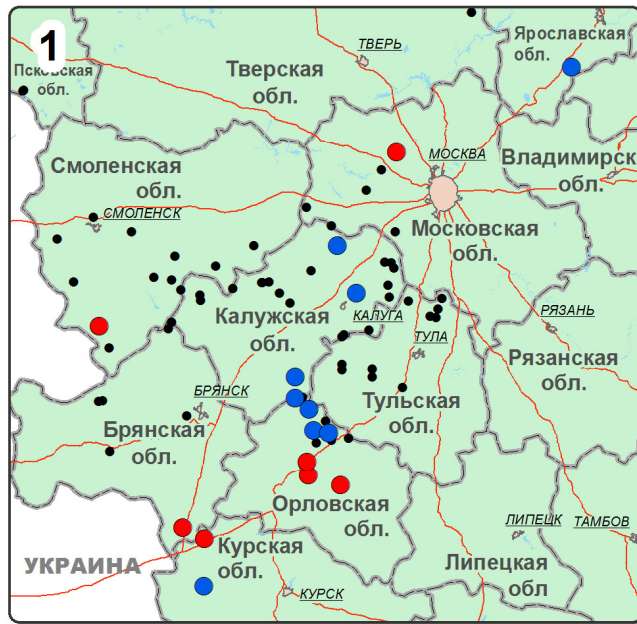 1
ТВЕРЬ
Ярославская
обл.
Псковская
обл.
Тверская
обл.
МОСКВА
Смоленская
обл.
Владимирск
обл.
СМОЛЕНСК
Московская
обл.
Калужская
обл.
КАЛУГА
РЯЗАНЬ
ТУЛА
Рязанская
обл.
БРЯНСК
Тульская
обл.
Брянская
обл.
Орловская
обл.
ЛИПЕЦК
ТАМБОВ
УКРАИНА
Курская
обл.
Липецкая
обл
КУРСК